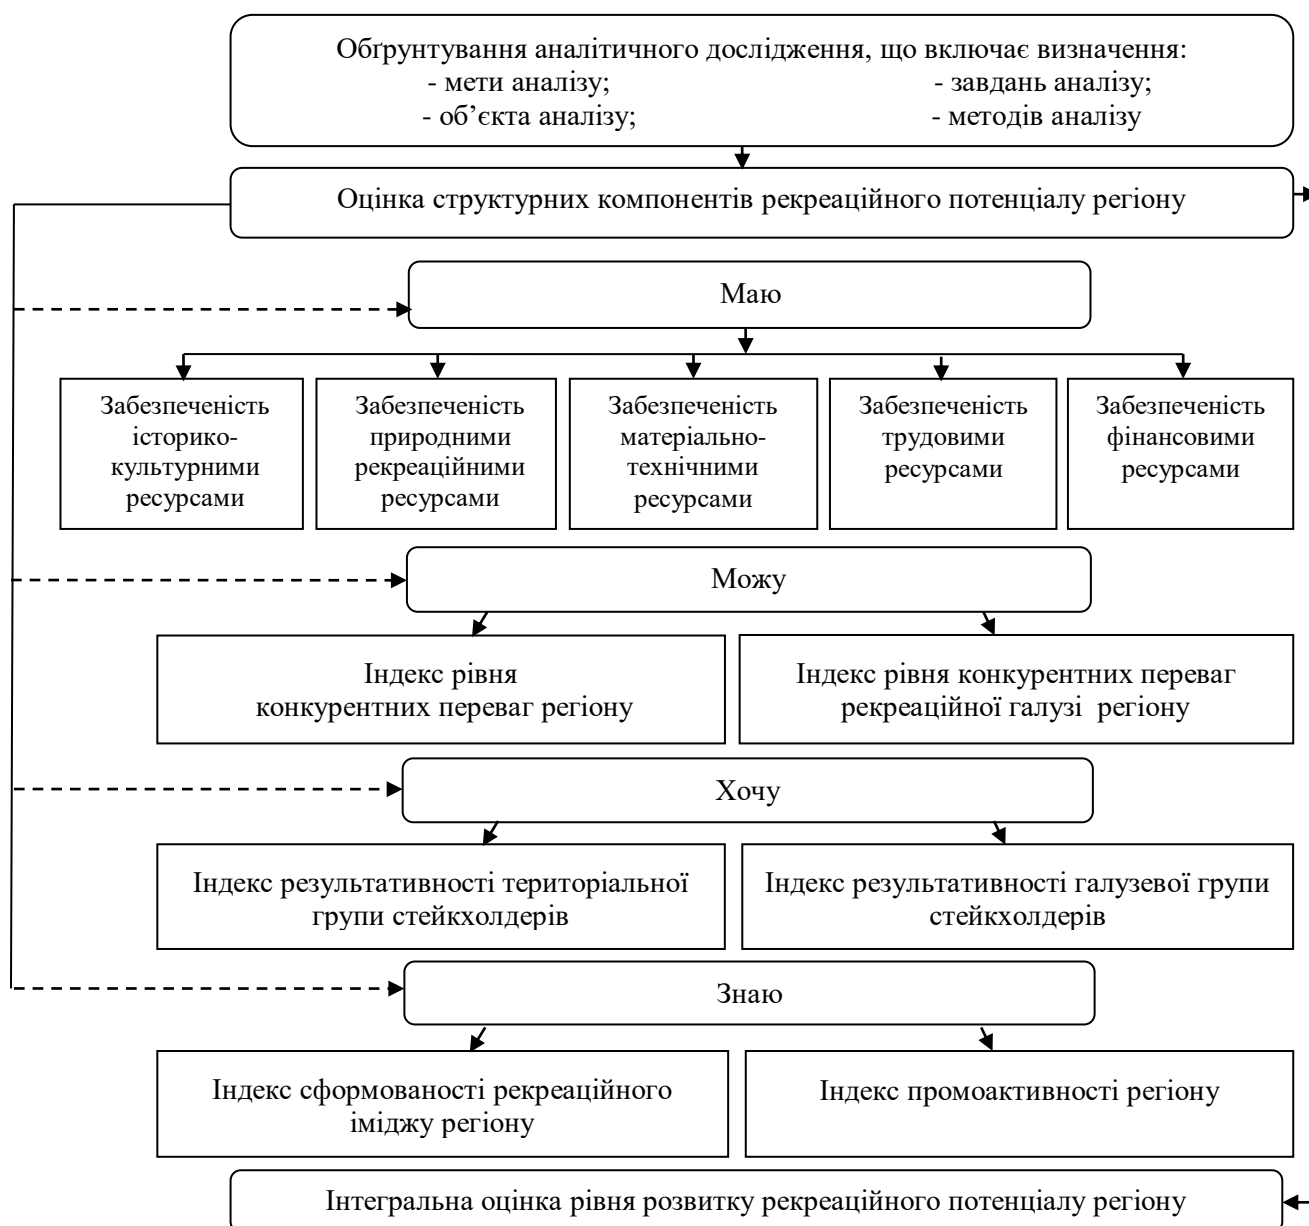 Обґрунтування аналітичного дослідження, що включає визначення:
- мети аналізу; - завдань аналізу;
- об’єкта аналізу; - методів аналізу
Оцінка структурних компонентів рекреаційного потенціалу регіону
Маю
Забезпеченість
історико-
культурними
ресурсами
Забезпеченість
природними
рекреаційними
ресурсами
Забезпеченість
матеріально-
технічними
ресурсами
Забезпеченість
трудовими
ресурсами
Забезпеченість
фінансовими
ресурсами
Можу
Індекс рівня
конкурентних переваг регіону
Індекс рівня конкурентних переваг
рекреаційної галузі регіону
Хочу
Індекс результативності територіальної
групи стейкхолдерів
Індекс результативності галузевої групи
стейкхолдерів
Знаю
Індекс сформованості рекреаційного
іміджу регіону
Індекс промоактивності регіону
Інтегральна оцінка рівня розвитку рекреаційного потенціалу регіону